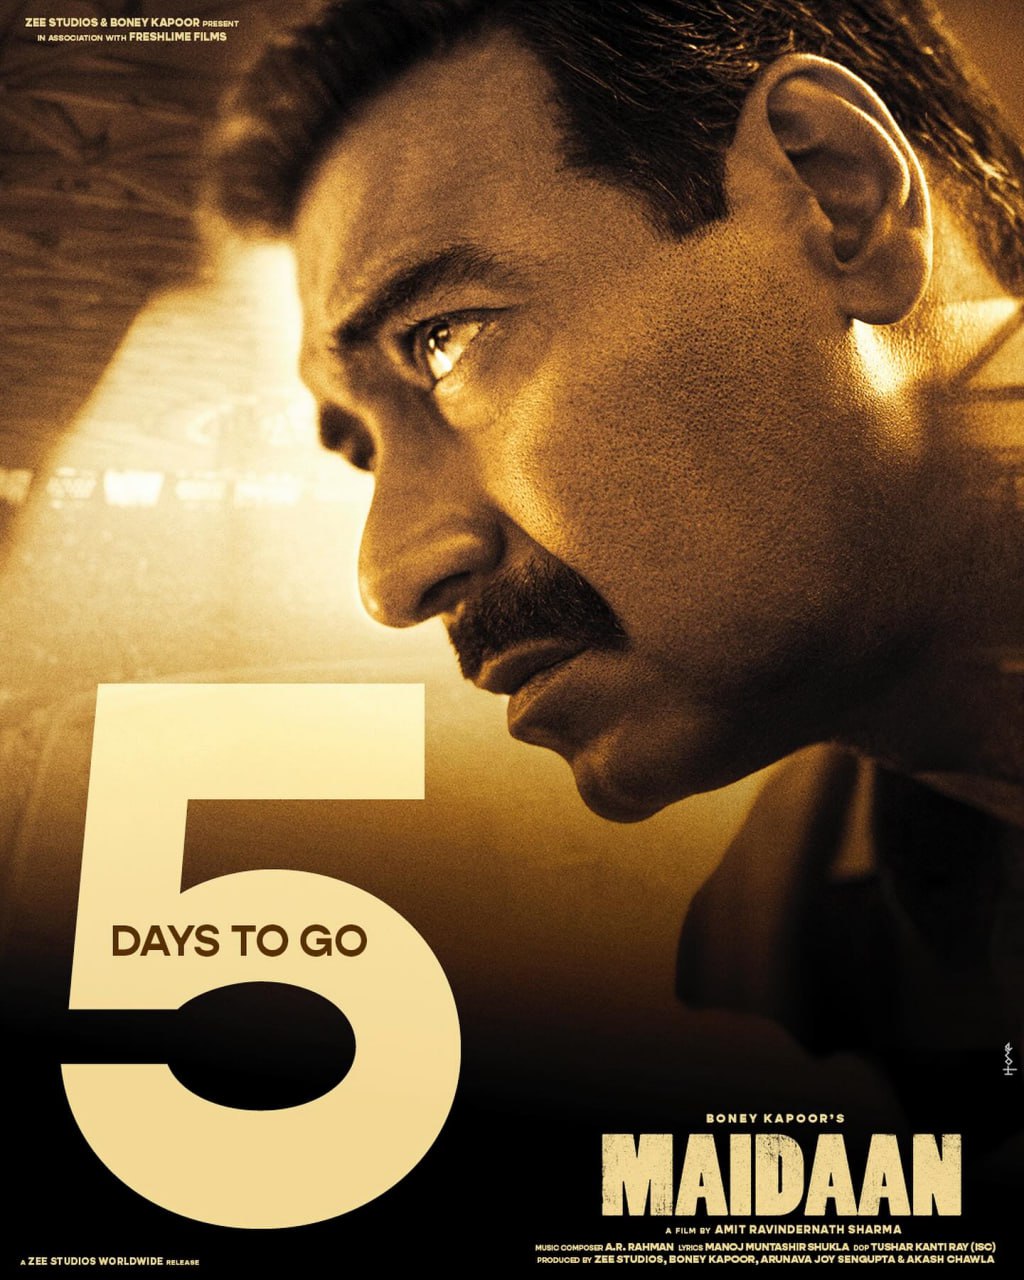 ZEE STUDIOS & BONEY KAPOOR PRESENT
IN ASSOCIATION WITH FRESHLIME FILMS
5
DAYS TO GO
BONEY KAPOOR'S
MAIDAAN
A FILM BY AMIT RAVINDERNATH SHARMA
MUSIC COMPOSER A.R. RAHMAN LYRICS MANOJ MUNTASHIR SHUKLA DOP TUSHAR KANTI RAY (ISC)
PRODUCED BY ZEE STUDIOS, BONEY KAPOOR, ARUNAVA JOY SENGUPTA & AKASH CHAWLA
A ZEE STUDIOS WORLDWIDE RELEASE